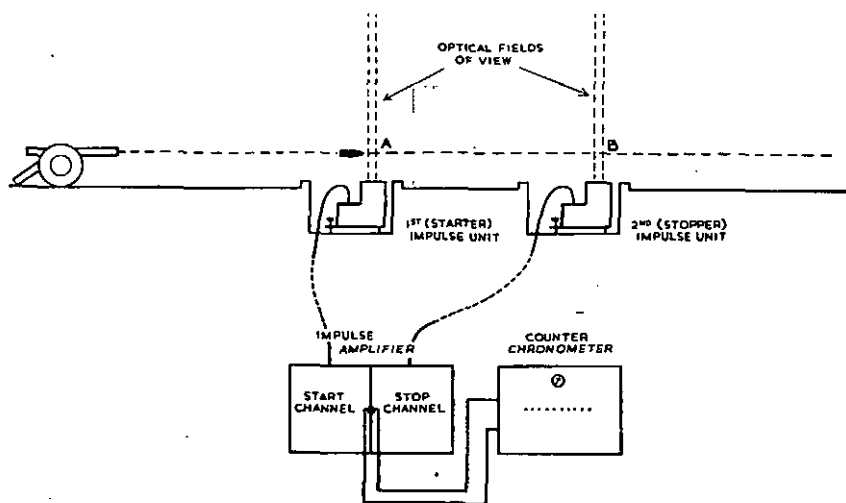 OPTICAL FIELDS
OF VIEW
A
B
1ST (STARTER)
IMPULSE UNIT
2ND (STOPPER)
IMPULSE UNIT
IMPULSE
AMPLIFIER
COUNTER
CHRONOMETER
START
CHANNEL
STOP
CHANNEL